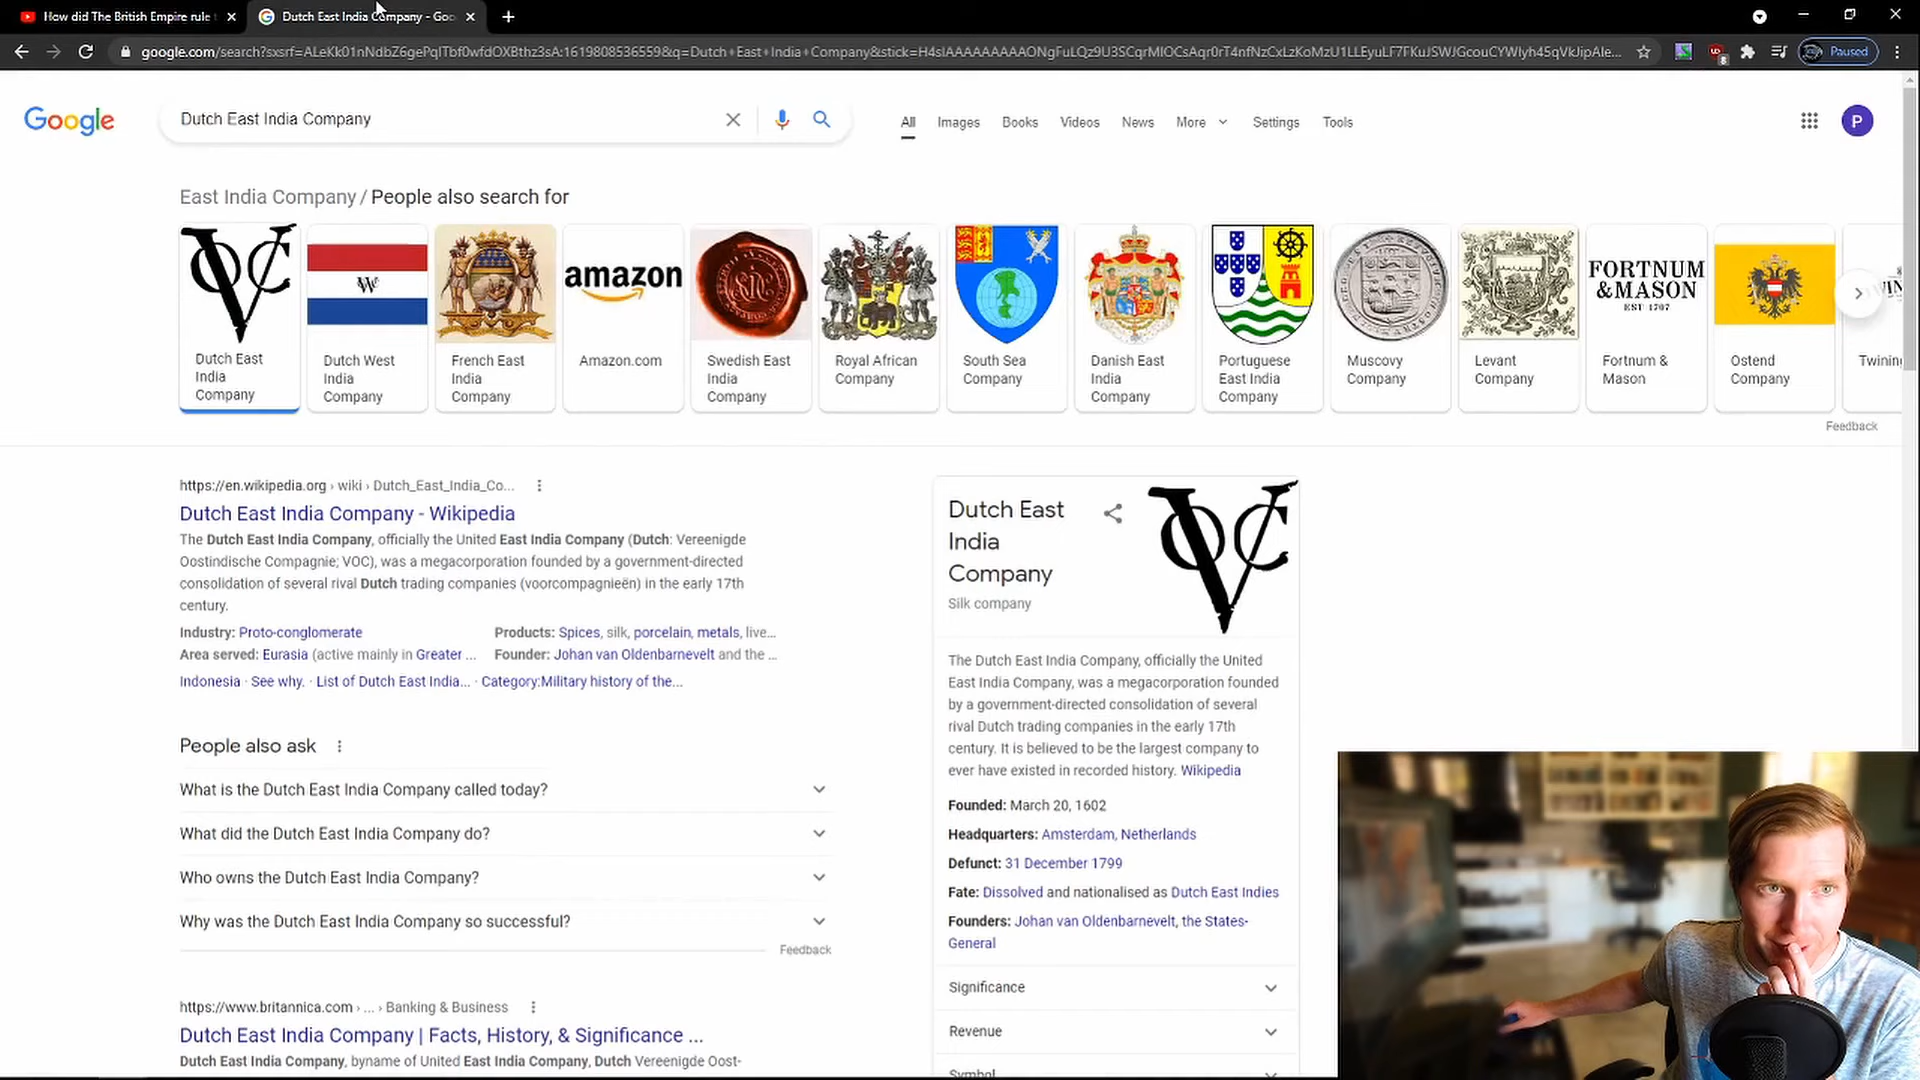 How did The British Empire rule
Dutch East India Company - Goo
Paused
Google
Dutch East India Company
All
Images
Books
Videos
News
More
Settings
Tools
P
East India Company / People also search for
VOC
W
amazon
FORTNUM
&MASON
EST 1707
Dutch East
India
Company
Dutch West
India
Company
French East
India
Company
Amazon.com
Swedish East
India
Company
Royal African
Company
South Sea
Company
Danish East
India
Company
Portuguese
East India
Company
Muscovy
Company
Levant
Company
Fortnum &
Mason
Ostend
Company
Twining
Feedback
https://en.wikipedia.org › wiki › Dutch_East_India_Co...
Dutch East India Company - Wikipedia
The Dutch East India Company, officially the United East India Company (Dutch: Vereenigde
Oostindische Compagnie; VOC), was a megacorporation founded by a government-directed
consolidation of several rival Dutch trading companies (voorcompagnieën) in the early 17th
century.
Industry: Proto-conglomerate
Products: Spices, silk, porcelain, metals, live...
Area served: Eurasia (active mainly in Greater ...
Founder: Johan van Oldenbarnevelt and the ...
Indonesia · See why. · List of Dutch East India... · Category:Military history of the...
People also ask
What is the Dutch East India Company called today?
What did the Dutch East India Company do?
Who owns the Dutch East India Company?
Why was the Dutch East India Company so successful?
Feedback
https://www.britannica.com › ... › Banking & Business
Dutch East India Company | Facts, History, & Significance ...
Dutch East India Company, byname of United East India Company, Dutch Vereenigde Oost-
Dutch East
India
Company
Silk company
VOC
The Dutch East India Company, officially the United
East India Company, was a megacorporation founded
by a government-directed consolidation of several
rival Dutch trading companies in the early 17th
century. It is believed to be the largest company to
ever have existed in recorded history. Wikipedia
Founded: March 20, 1602
Headquarters: Amsterdam, Netherlands
Defunct: 31 December 1799
Fate: Dissolved and nationalised as Dutch East Indies
Founders: Johan van Oldenbarnevelt, the States-
General
Significance
Revenue
Symbol